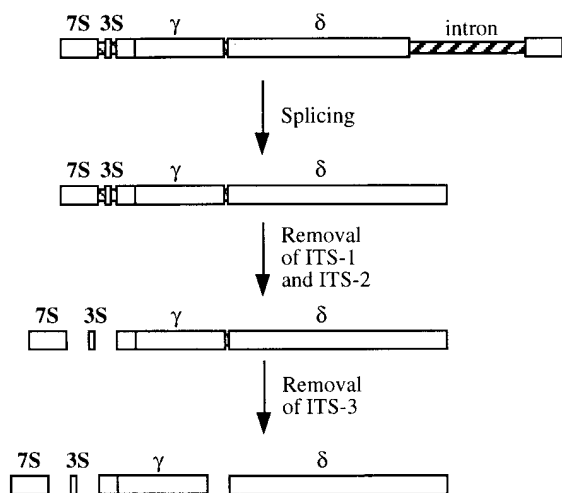 7S 3S γ δ intron
Splicing
7S 3S γ δ
Removal
of ITS-1
and ITS-2
7S 3S γ δ
Removal
of ITS-3
7S 3S γ δ